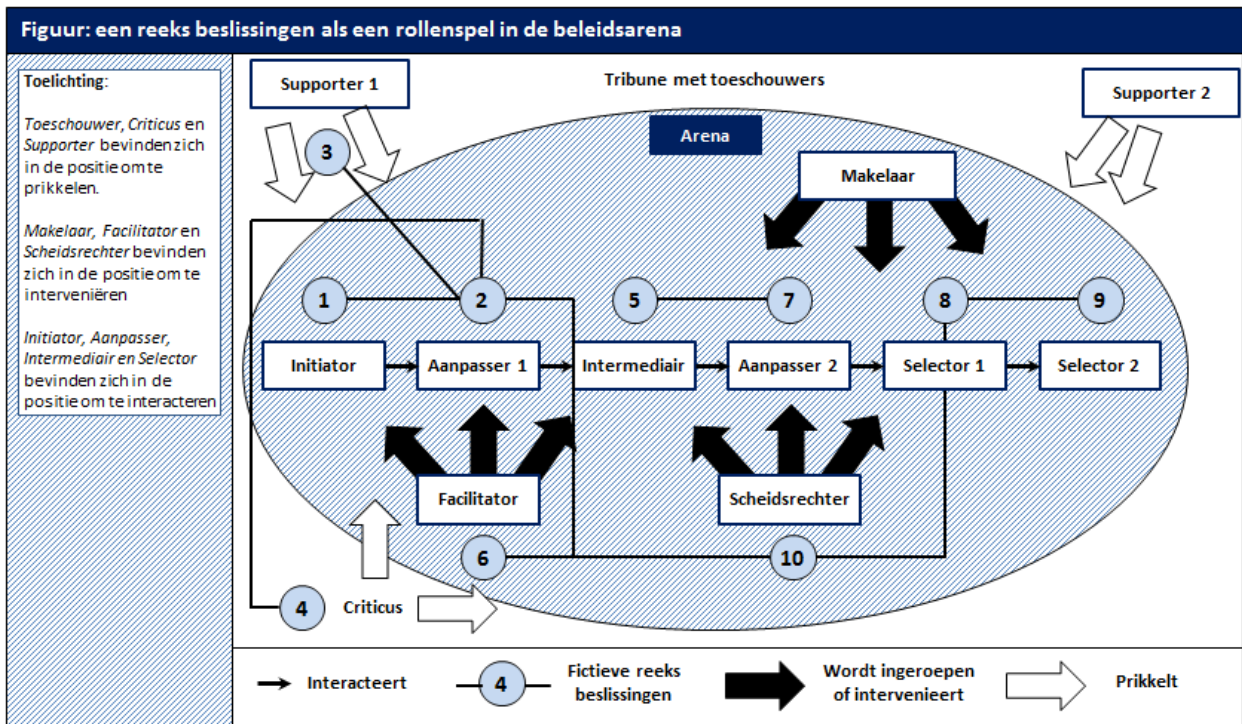 Figuur: een reeks beslissingen als een rollenspel in de beleidsarena
Toelichting:
Toeschouwer, Criticus en
Supporter bevinden zich
in de positie om te
prikkelen.
Makelaar, Facilitator en
Scheidsrechter bevinden
zich in de positie om te
interveniëren
Initiator, Aanpasser,
Intermediair en Selector
bevinden zich in de
positie om te interacteren
Supporter 1
Tribune met toeschouwers
Supporter 2
Arena
3
Makelaar
1
2
5
7
8
9
Initiator
Aanpasser 1
Intermediair
Aanpasser 2
Selector 1
Selector 2
Facilitator
Scheidsrechter
6
10
4
Criticus
Interacteert
4
Fictieve reeks
beslissingen
Wordt ingeroepen
of intervenieert
Prikkelt